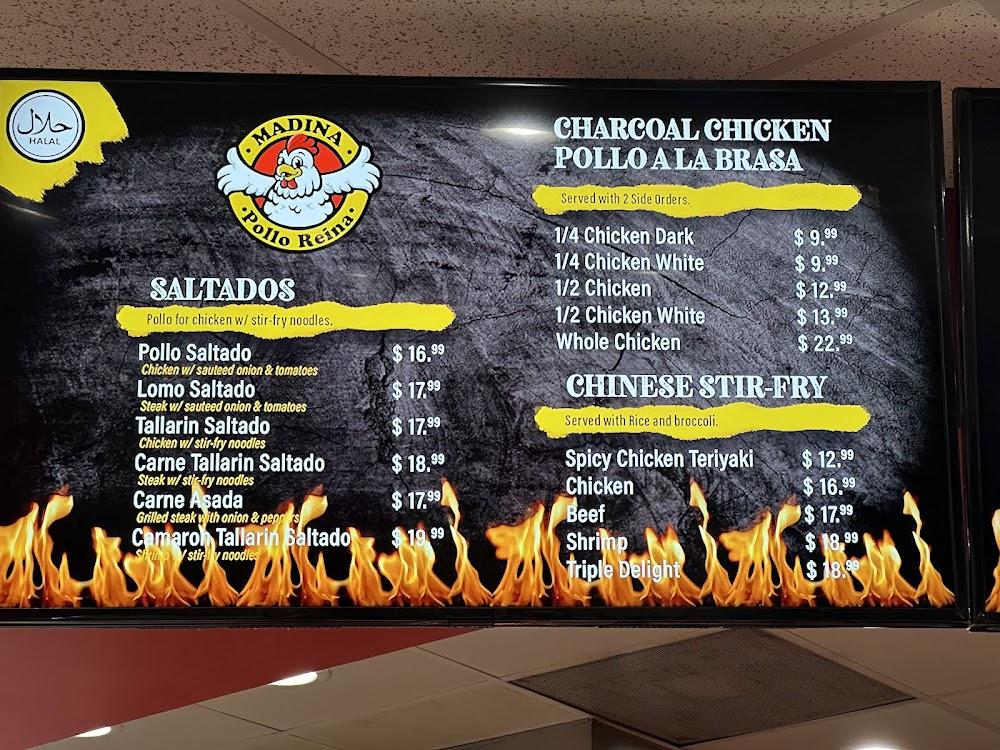 حلال
HALAL
MADINA
Pollo Reina
SALTADOS
Pollo for chicken w/ stir-fry noodles.
Pollo Saltado $ 16.99
Chicken w/ sauteed onion & tomatoes
Lomo Saltado $ 17.99
Steak w/ sauteed onion & tomatoes
Tallarin Saltado $ 17.99
Chicken w/ stir-fry noodles
Carne Tallarin Saltado $ 18.99
Steak w/ stir-fry noodles
Carne Asada $ 17.99
Grilled steak with onion & peppers
Camaron Tallarin Saltado $ 19.99
Shrimp w/ stir-fry noodles
CHARCOAL CHICKEN
POLLO A LA BRASA
Served with 2 Side Orders.
1/4 Chicken Dark $ 9.99
1/4 Chicken White $ 9.99
1/2 Chicken $ 12.99
1/2 Chicken White $ 13.99
Whole Chicken $ 22.99
CHINESE STIR-FRY
Served with Rice and broccoli.
Spicy Chicken Teriyaki $ 12.99
Chicken $ 16.99
Beef $ 17.99
Shrimp $ 18.99
Triple Delight $ 18.99